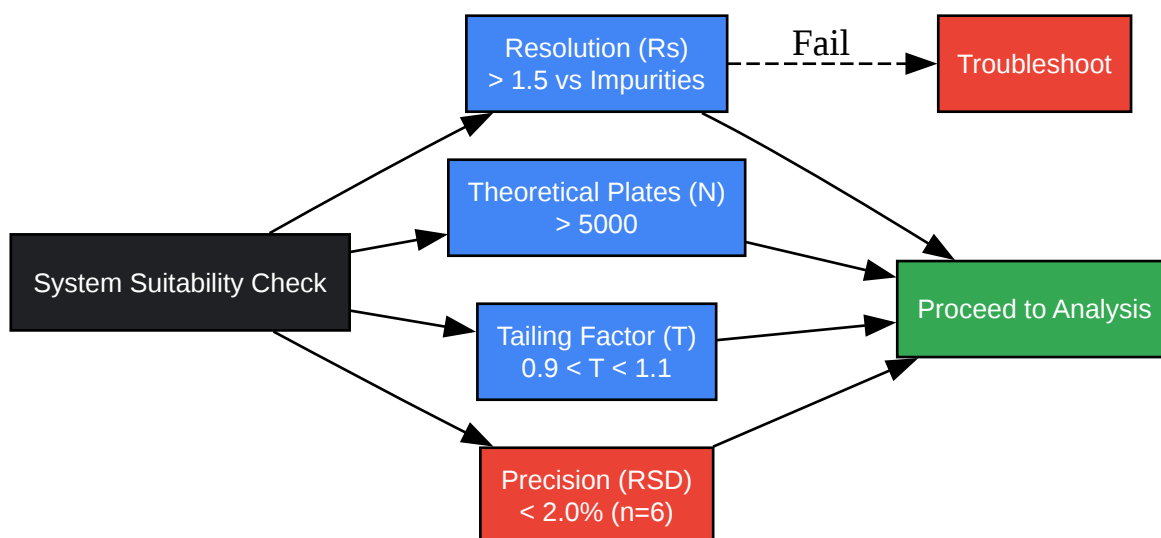 Resolution (Rs)
> 1.5 vs Impurities
Fail
Troubleshoot
Theoretical Plates (N)
> 5000
System Suitability Check
Proceed to Analysis
Tailing Factor (T)
0.9 < T < 1.1
Precision (RSD)
< 2.0% (n=6)